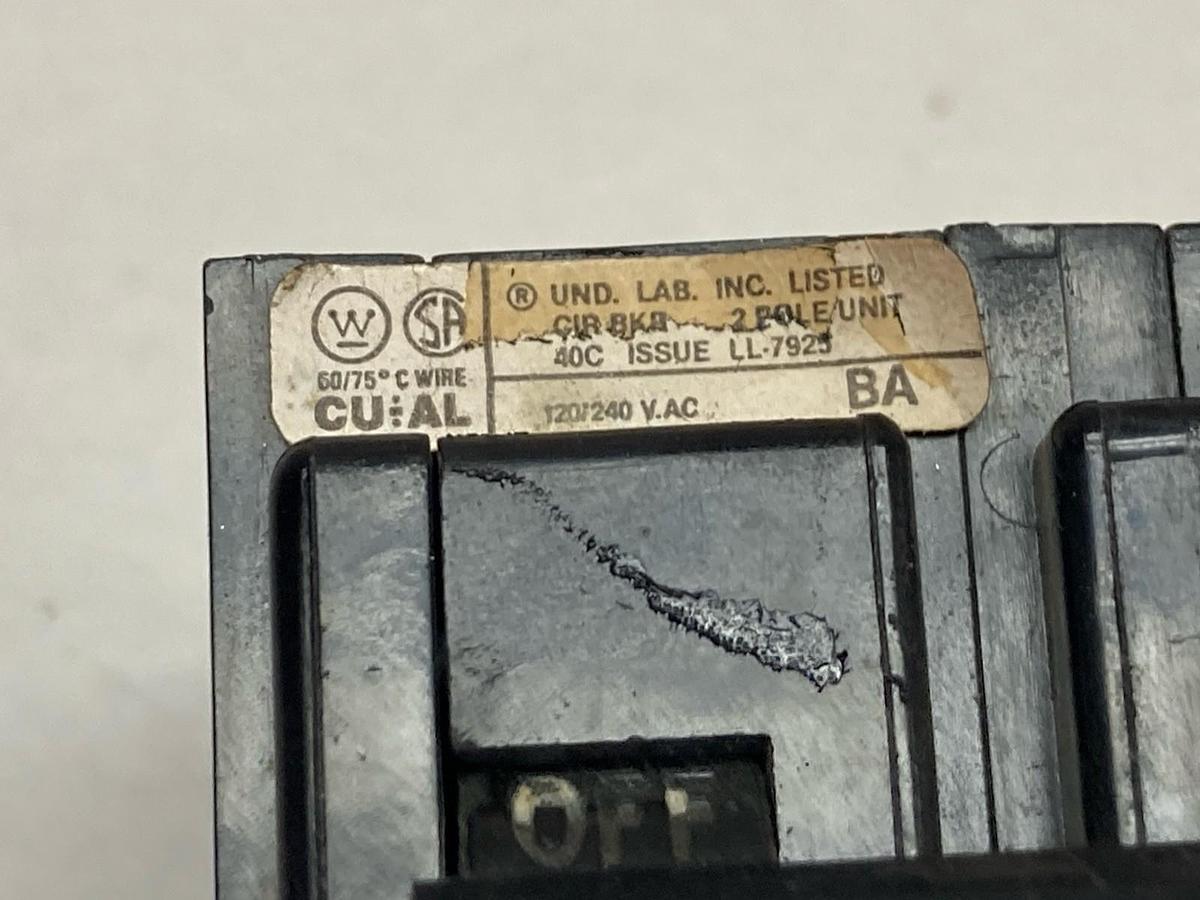 W SA
60/75° C WIRE
CU:AL
® UND. LAB. INC. LISTED
CIR BKR 2 POLE/UNIT
40C ISSUE LL-7925
120/240 V.AC
BA
OFF